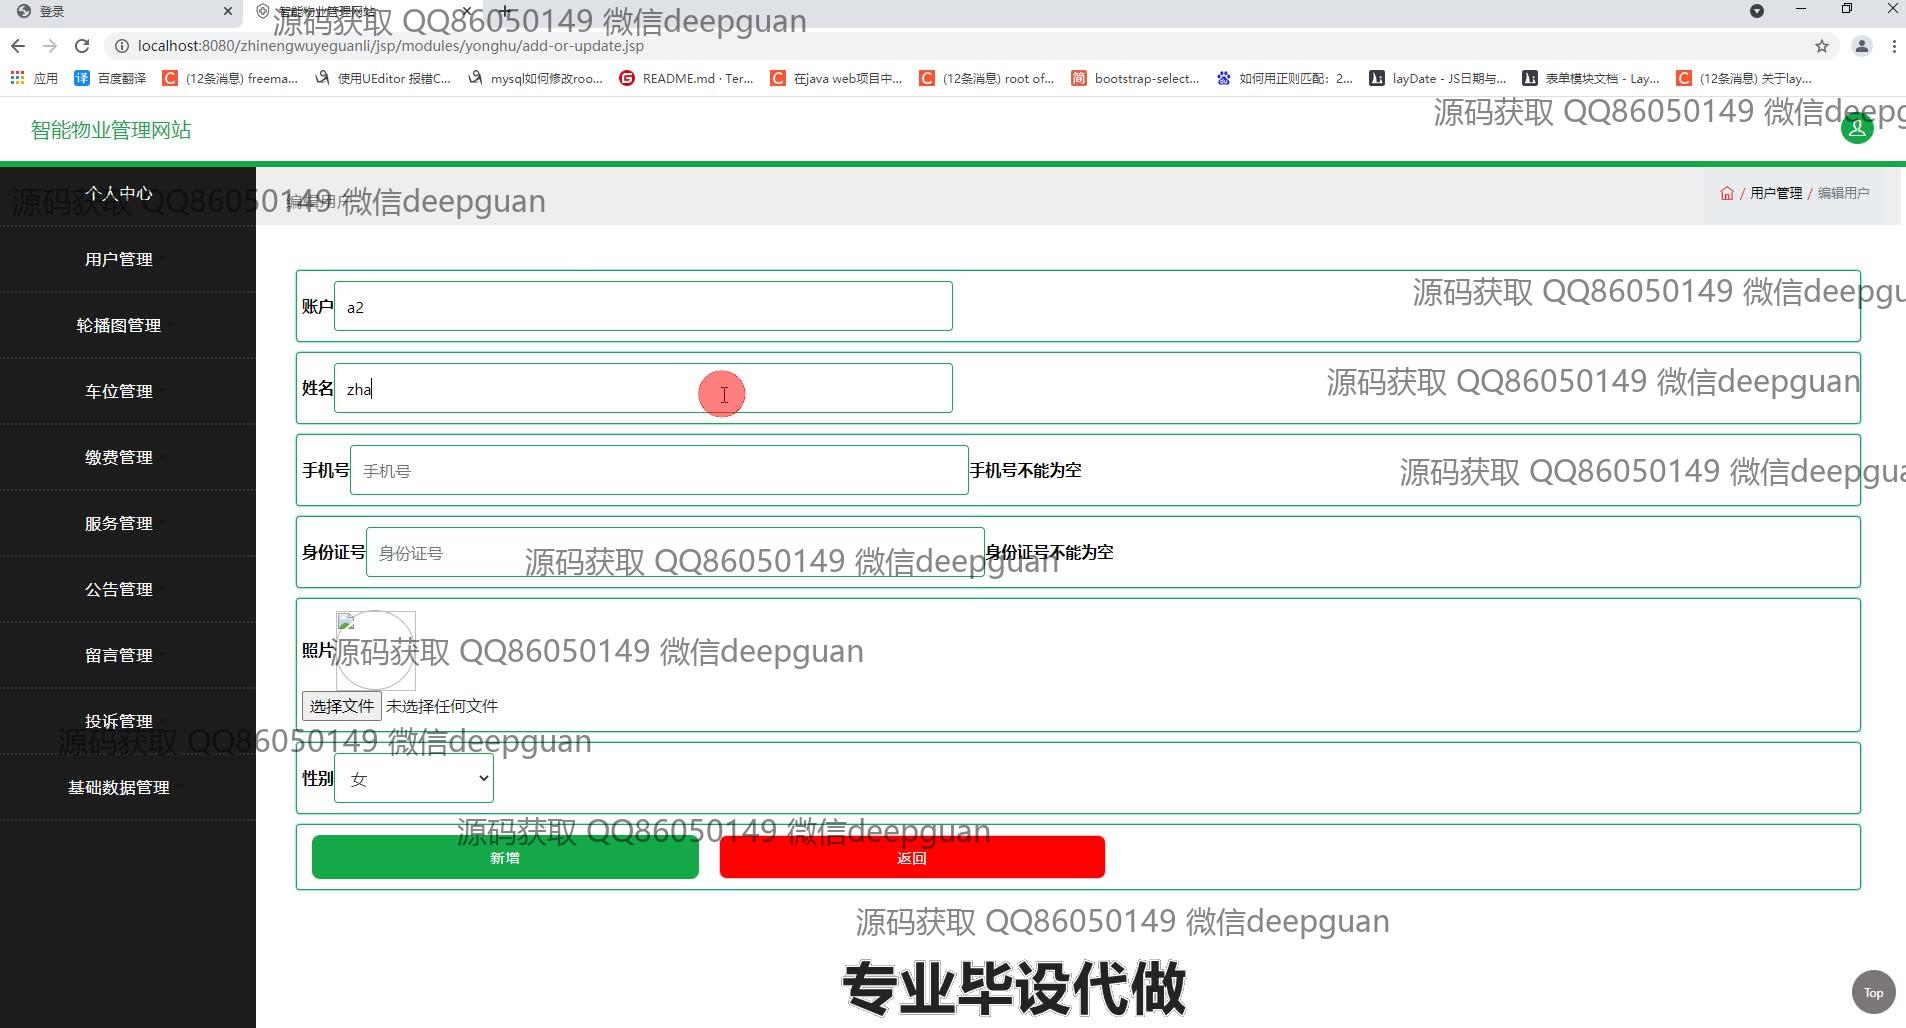 登录
智能物业管理网站
源码获取 QQ86050149 微信deepguan
localhost:8080/zhinengwuyeguanli/jsp/modules/yonghu/add-or-update.jsp
应用
百度翻译
(12条消息) freema...
使用UEditor 报错C...
mysql如何修改roo...
README.md · Ter...
在java web项目中...
(12条消息) root of...
bootstrap-select...
如何用正则匹配：2...
layDate - JS日期与...
表单模块文档 - Lay...
(12条消息) 关于lay...
智能物业管理网站
源码获取 QQ86050149 微信deepg
个人中心
源码获取 QQ86050149 微信deepguan
编辑用户
/ 用户管理 / 编辑用户
用户管理
轮播图管理
车位管理
缴费管理
服务管理
公告管理
留言管理
投诉管理
基础数据管理
账户 a2
源码获取 QQ86050149 微信deepgu
姓名 zha
源码获取 QQ86050149 微信deepguan
手机号 手机号 手机号不能为空
源码获取 QQ86050149 微信deepgua
身份证号 身份证号 身份证号不能为空
源码获取 QQ86050149 微信deepguan
照片
源码获取 QQ86050149 微信deepguan
选择文件 未选择任何文件
源码获取 QQ86050149 微信deepguan
性别 女
源码获取 QQ86050149 微信deepguan
新增 返回
源码获取 QQ86050149 微信deepguan
专业毕设代做
Top